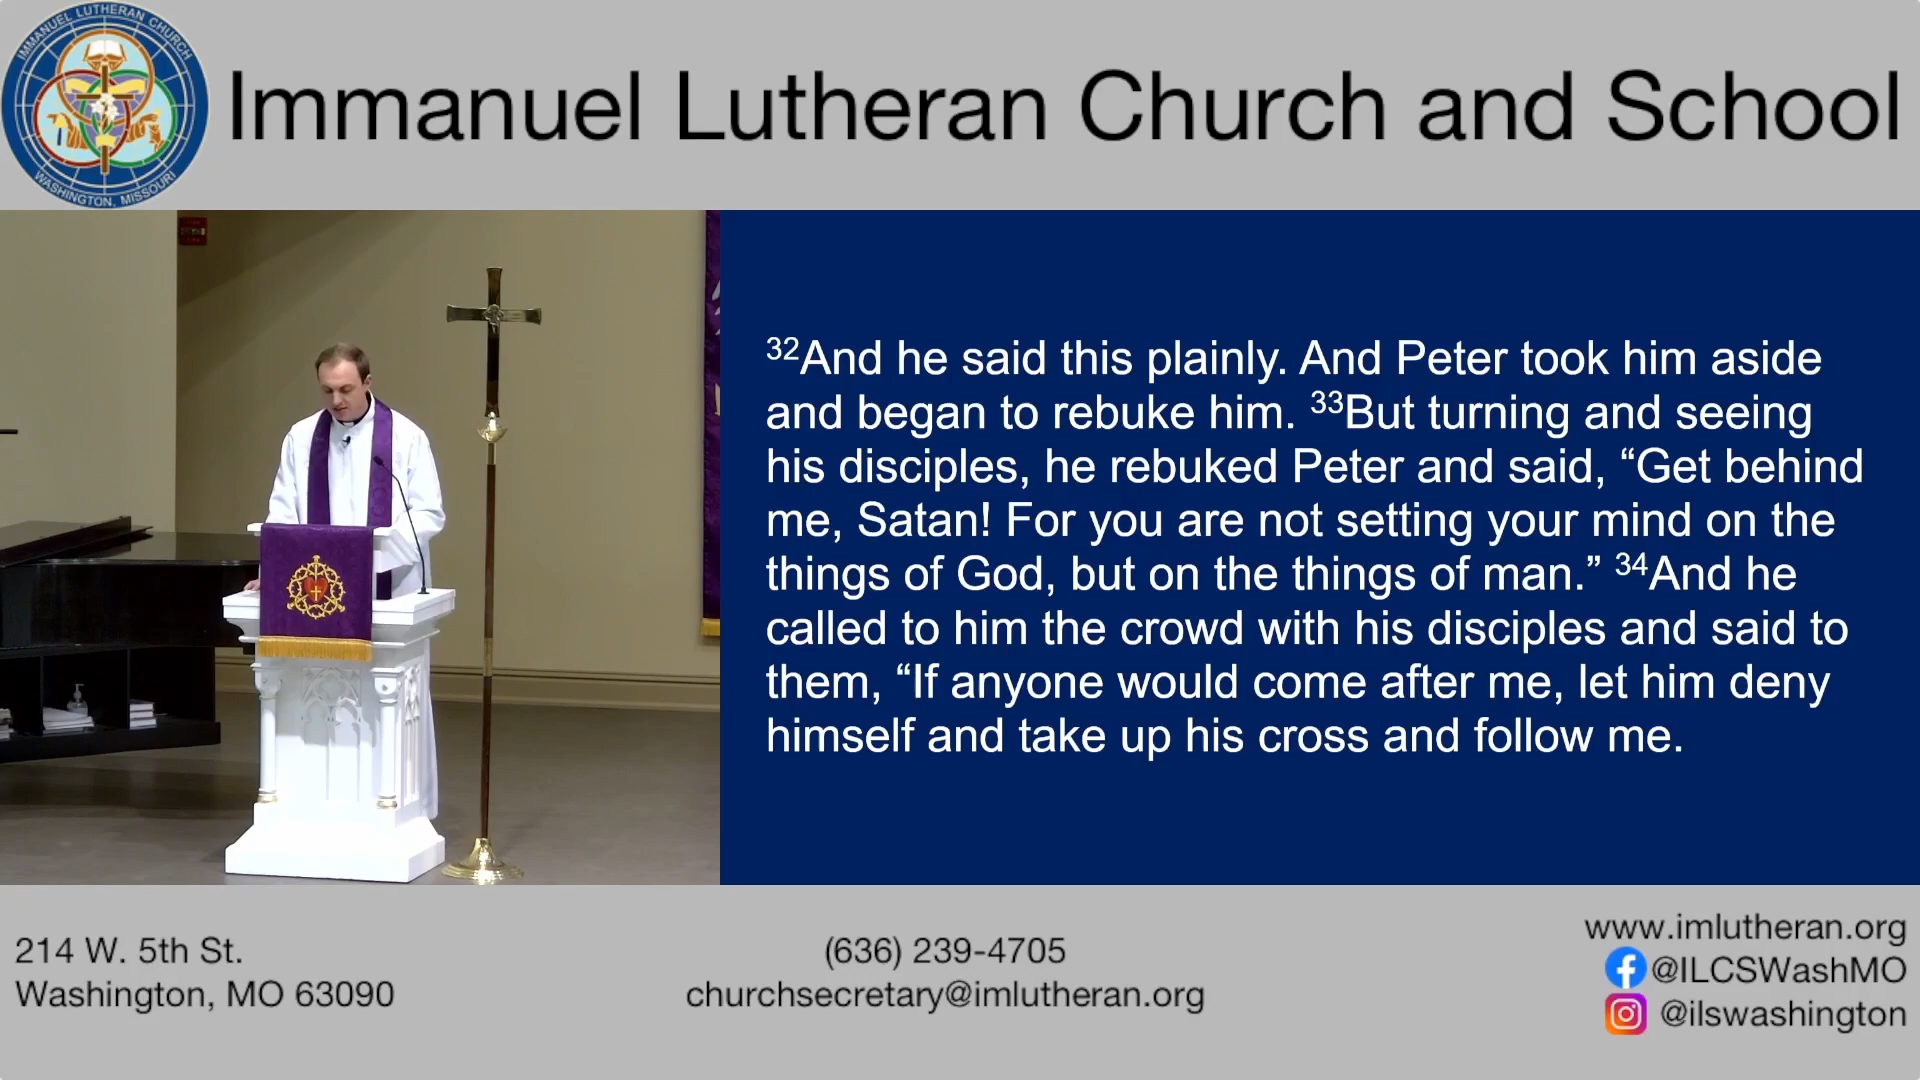 IMMANUEL LUTHERAN CHURCH
WASHINGTON, MISSOURI
Immanuel Lutheran Church and School
32And he said this plainly. And Peter took him aside
and began to rebuke him. 33But turning and seeing
his disciples, he rebuked Peter and said, “Get behind
me, Satan! For you are not setting your mind on the
things of God, but on the things of man.” 34And he
called to him the crowd with his disciples and said to
them, “If anyone would come after me, let him deny
himself and take up his cross and follow me.
214 W. 5th St.
Washington, MO 63090
(636) 239-4705
churchsecretary@imlutheran.org
www.imlutheran.org
@ILCSWashMO
@ilswashington